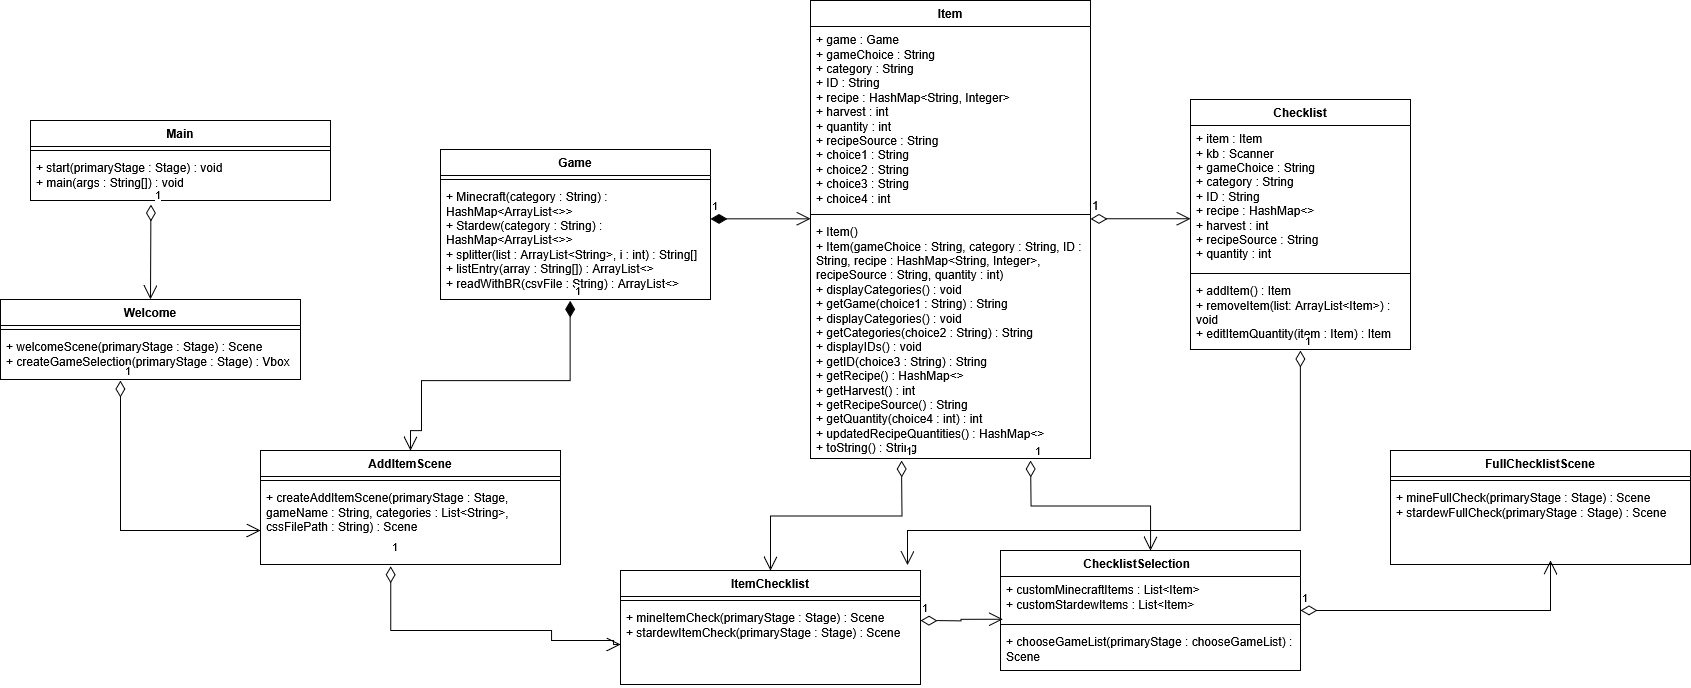 Main
+ start(primaryStage : Stage) : void
+ main(args : String[]) : void
1
Welcome
+ welcomeScene(primaryStage : Stage) : Scene
+ createGameSelection(primaryStage : Stage) : Vbox
1
Game
+ Minecraft(category : String) :
HashMap<ArrayList<>>
+ Stardew(category : String) :
HashMap<ArrayList<>>
+ splitter(list : ArrayList<String>, i : int) : String[]
+ listEntry(array : String[]) : ArrayList<>
+ readWithBR(csvFile : String) : ArrayList<>
1
1
Item
+ game : Game
+ gameChoice : String
+ category : String
+ ID : String
+ recipe : HashMap<String, Integer>
+ harvest : int
+ quantity : int
+ recipeSource : String
+ choice1 : String
+ choice2 : String
+ choice3 : String
+ choice4 : int
+ Item()
+ Item(gameChoice : String, category : String, ID :
String, recipe : HashMap<String, Integer>,
recipeSource : String, quantity : int)
+ displayCategories() : void
+ getGame(choice1 : String) : String
+ displayCategories() : void
+ getCategories(choice2 : String) : String
+ displayIDs() : void
+ getID(choice3 : String) : String
+ getRecipe() : HashMap<>
+ getHarvest() : int
+ getRecipeSource() : String
+ getQuantity(choice4 : int) : int
+ updatedRecipeQuantities() : HashMap<>
+ toString() : String
1
1
1
Checklist
+ item : Item
+ kb : Scanner
+ gameChoice : String
+ category : String
+ ID : String
+ recipe : HashMap<>
+ harvest : int
+ recipeSource : String
+ quantity : int
+ addItem() : Item
+ removeItem(list: ArrayList<Item>) :
void
+ editItemQuantity(item : Item) : Item
1
AddItemScene
+ createAddItemScene(primaryStage : Stage,
gameName : String, categories : List<String>,
cssFilePath : String) : Scene
1
ItemChecklist
+ mineItemCheck(primaryStage : Stage) : Scene
+ stardewItemCheck(primaryStage : Stage) : Scene
1
ChecklistSelection
+ customMinecraftItems : List<Item>
+ customStardewItems : List<Item>
+ chooseGameList(primaryStage : chooseGameList) :
Scene
1
FullChecklistScene
+ mineFullCheck(primaryStage : Stage) : Scene
+ stardewFullCheck(primaryStage : Stage) : Scene